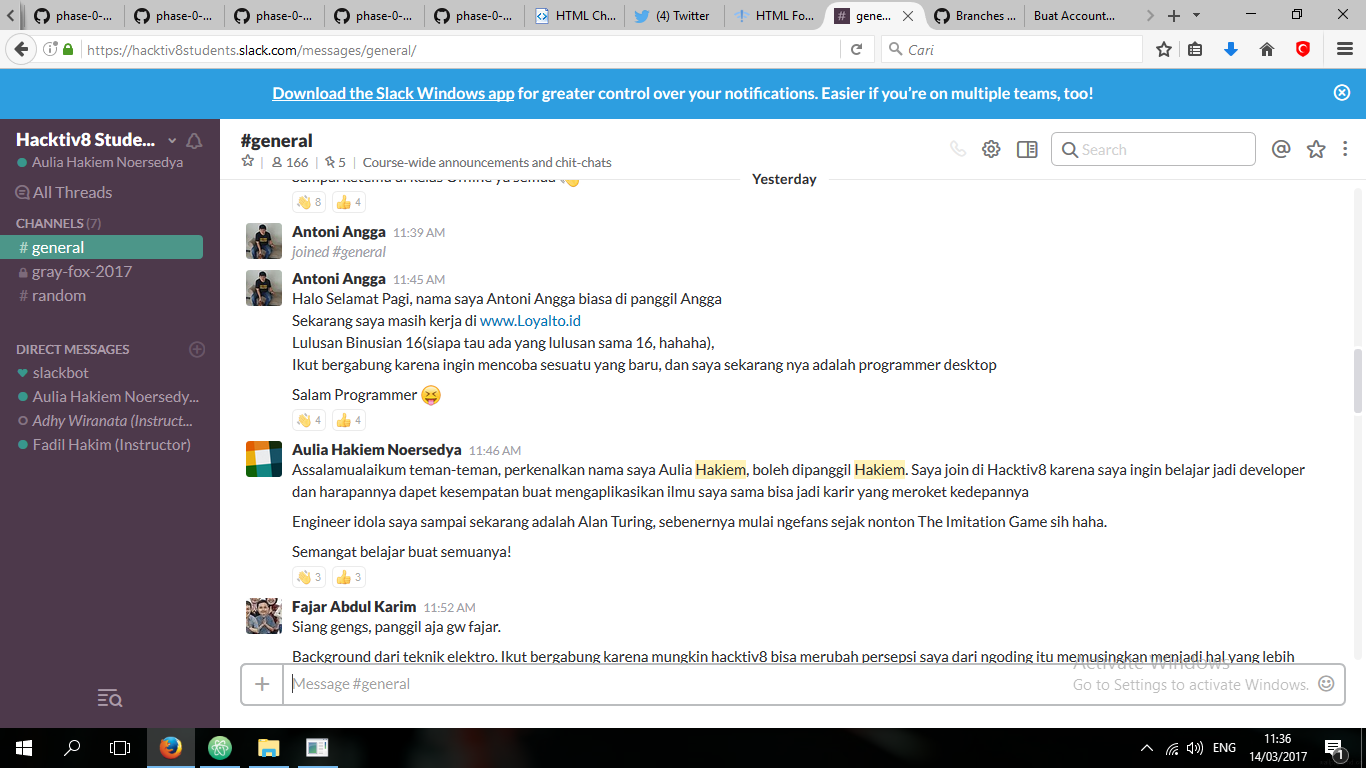 phase-0-...
phase-0-...
phase-0-...
phase-0-...
phase-0-...
HTML Ch...
(4) Twitter
HTML Fo...
gene...
Branches ...
Buat Account...
https://hacktiv8students.slack.com/messages/general/
Cari
Download the Slack Windows app for greater control over your notifications. Easier if you're on multiple teams, too!
Hacktiv8 Stude...
Aulia Hakiem Noersedya
All Threads
CHANNELS (7)
# general
gray-fox-2017
# random
DIRECT MESSAGES
slackbot
Aulia Hakiem Noersedy...
Adhy Wiranata (Instruct...
Fadil Hakim (Instructor)
#general
166 | 5 | Course-wide announcements and chit-chats
Search
Yesterday
Sampai ketemu di kelas Offline ya semua
8 4
Antoni Angga 11:39 AM
joined #general
Antoni Angga 11:45 AM
Halo Selamat Pagi, nama saya Antoni Angga biasa di panggil Angga
Sekarang saya masih kerja di www.Loyalto.id
Lulusan Binusian 16(siapa tau ada yang lulusan sama 16, hahaha),
Ikut bergabung karena ingin mencoba sesuatu yang baru, dan saya sekarang nya adalah programmer desktop
Salam Programmer 😝
4 4
Aulia Hakiem Noersedya 11:46 AM
Assalamualaikum teman-teman, perkenalkan nama saya Aulia Hakiem, boleh dipanggil Hakiem. Saya join di Hacktiv8 karena saya ingin belajar jadi developer
dan harapannya dapet kesempatan buat mengaplikasikan ilmu saya sama bisa jadi karir yang meroket kedepannya
Engineer idola saya sampai sekarang adalah Alan Turing, sebenernya mulai ngefans sejak nonton The Imitation Game sih haha.
Semangat belajar buat semuanya!
3 3
Fajar Abdul Karim 11:52 AM
Siang gengs, panggil aja gw fajar.
Background dari teknik elektro. Ikut bergabung karena mungkin hacktiv8 bisa merubah persepsi saya dari ngoding itu memusingkan menjadi hal yang lebih
Message #general
Activate Windows
Go to Settings to activate Windows.
ENG
11:36
14/03/2017
1